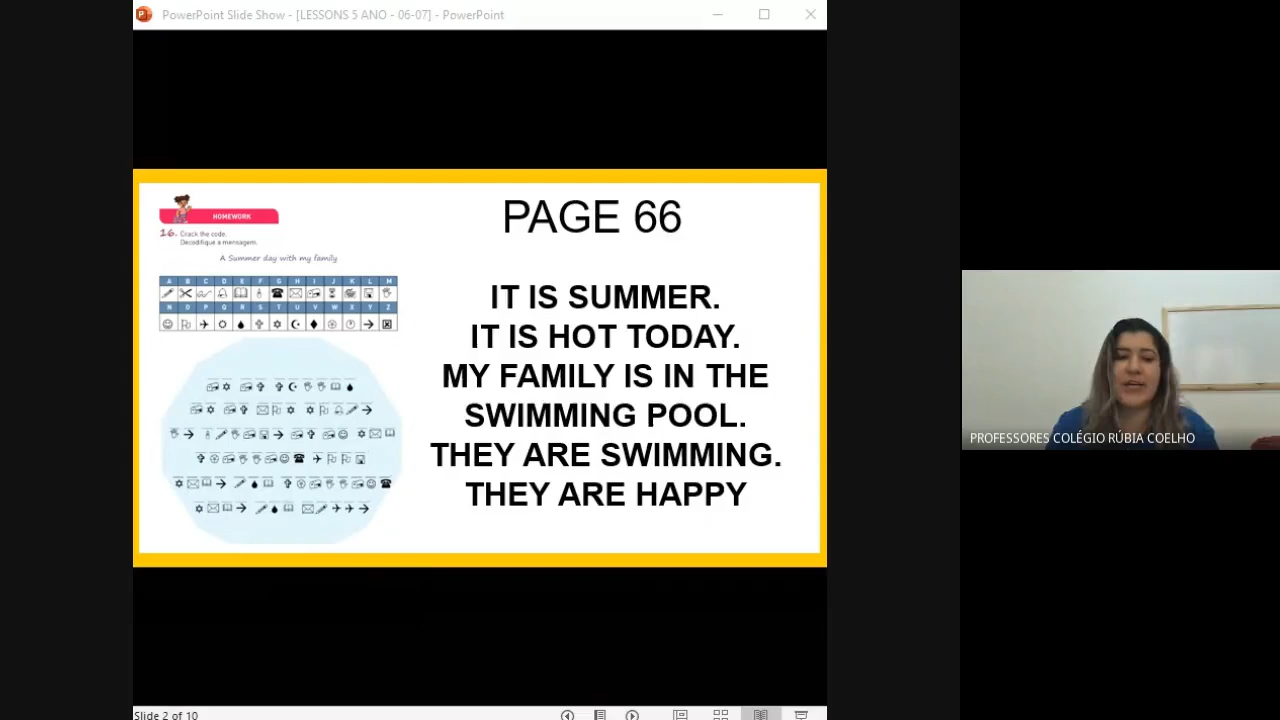 PowerPoint Slide Show - [LESSONS 5 ANO - 06-07] - PowerPoint
HOMEWORK
16. Crack the code.
Decodifique a mensagem.
A Summer day with my family
A B C D E F G H I J K L M
N O P Q R S T U V W X Y Z
PAGE 66
IT IS SUMMER.
IT IS HOT TODAY.
MY FAMILY IS IN THE
SWIMMING POOL.
THEY ARE SWIMMING.
THEY ARE HAPPY
PROFESSORES COLÉGIO RÚBIA COELHO
Slide 2 of 10